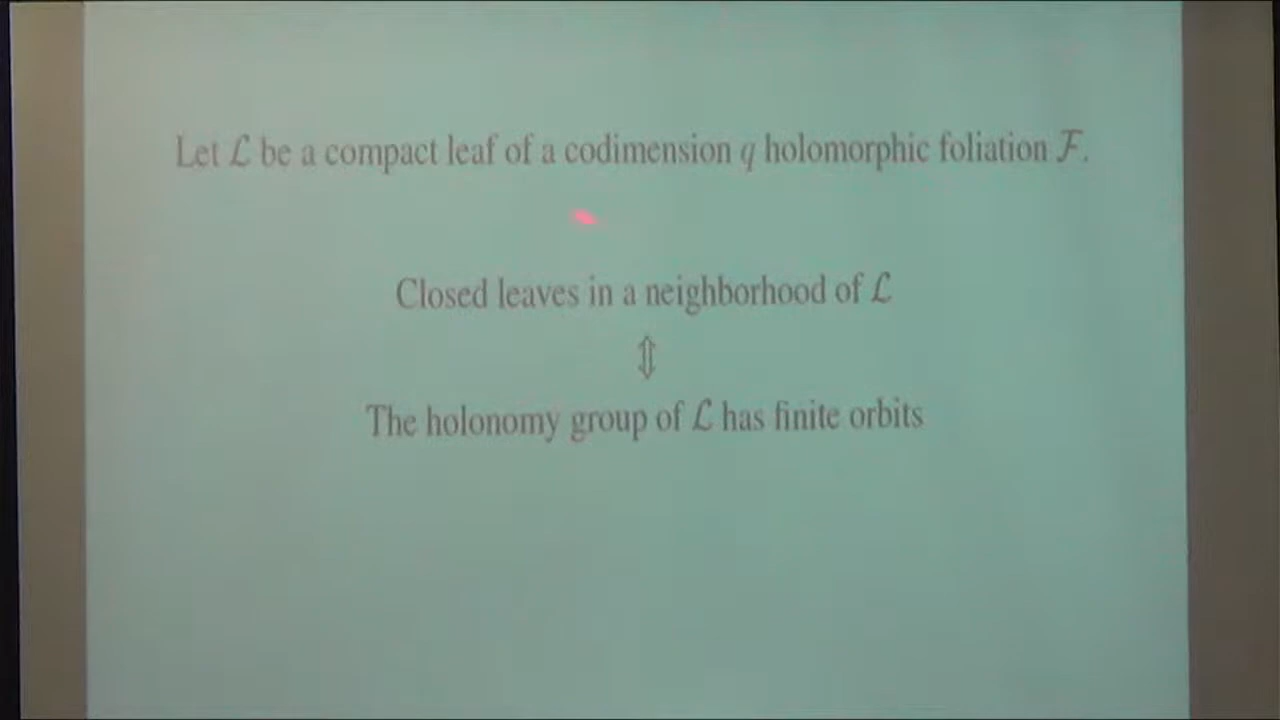 Let ℒ be a compact leaf of a codimension q holomorphic foliation ℱ.
Closed leaves in a neighborhood of ℒ
⇕
The holonomy group of ℒ has finite orbits